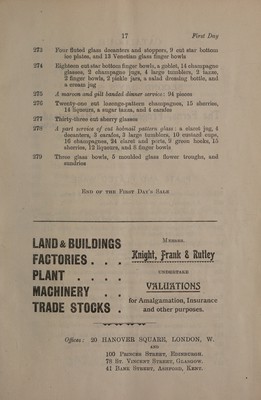 17 First Day
273 Four fluted glass decanters and stoppers, 9 cut star bottom
ice plates, and 13 Venetian glass finger bowls
274 Eighteen cut star bottom finger bowls, a goblet, 14 champagne
glasses, 2 champagne jugs, 4 large tumblers, 2 tazze,
2 finger bowls, 2 pickle jars, a salad dressing bottle, and
a cream jug
275 A maroon and gilt banded dinner service: 94 pieces
276 Twenty-one cut lozenge-pattern champagnes, 15 sherries,
14 liqueurs, a sugar tazza, and 4 carafes
277 Thirty-three cut sherry glasses
278 A part service of cut hobnail pattern glass: a claret jug, 4
decanters, 3 carafes, 3 large tumblers, 10 custard cups,
16 champagnes, 24 claret and ports, 9 green hocks, 15
sherries, 12 liqueurs, and 8 finger bowls
279 Three glass bowls, 5 moulded glass flower troughs, and
sundries
END OF THE FIRST DAY'S SALE
LAND & BUILDINGS
FACTORIES . . .
PLANT . . . .
MACHINERY . .
TRADE STOCKS .
MESSRS.
Knight, Frank & Rutley
UNDERTAKE
VALUATIONS
for Amalgamation, Insurance
and other purposes.
Offices: 20 HANOVER SQUARE, LONDON, W.
AND
100 PRINCES STREET, EDINBURGH.
78 ST. VINCENT STREET, GLASGOW.
41 BANK STREET, ASHFORD, KENT.